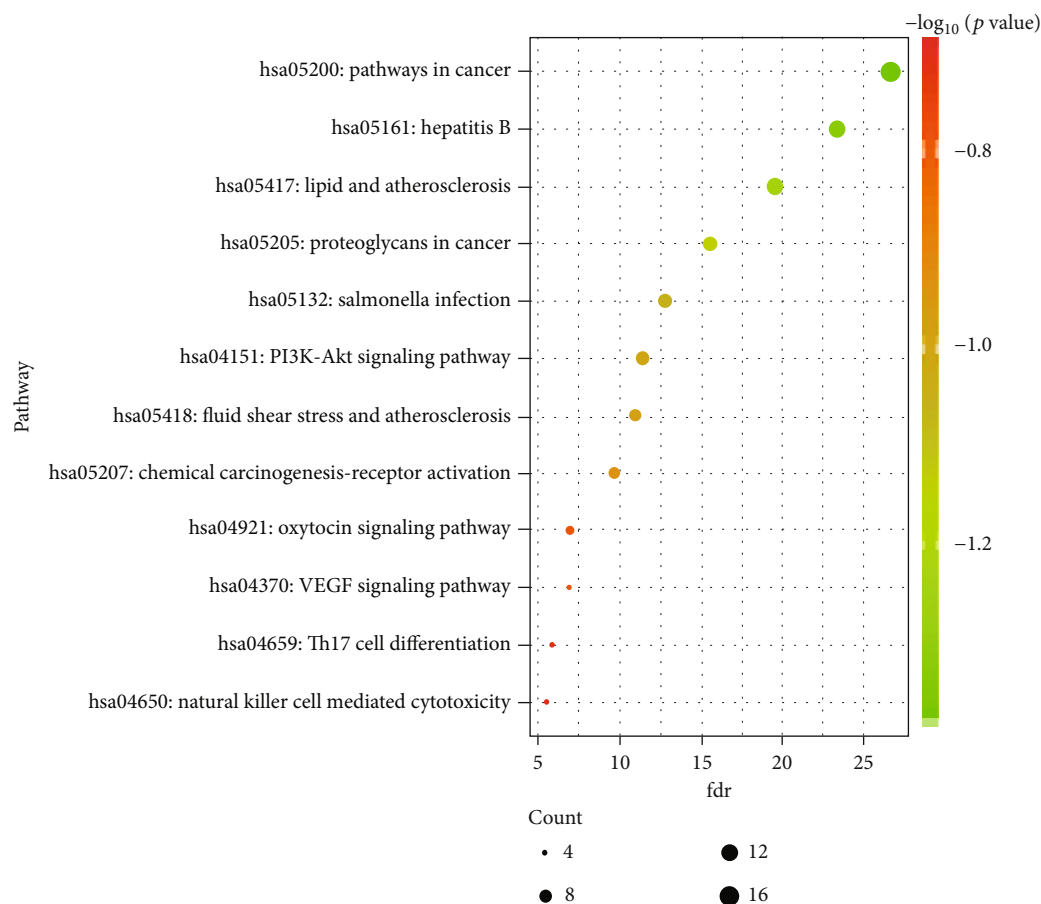 −log10 (p value)
hsa05200: pathways in cancer
hsa05161: hepatitis B
hsa05417: lipid and atherosclerosis
hsa05205: proteoglycans in cancer
hsa05132: salmonella infection
hsa04151: PI3K-Akt signaling pathway
hsa05418: fluid shear stress and atherosclerosis
hsa05207: chemical carcinogenesis-receptor activation
hsa04921: oxytocin signaling pathway
hsa04370: VEGF signaling pathway
hsa04659: Th17 cell differentiation
hsa04650: natural killer cell mediated cytotoxicity
Pathway
−0.8
−1.0
−1.2
5 10 15 20 25
fdr
Count
4 12
8 16